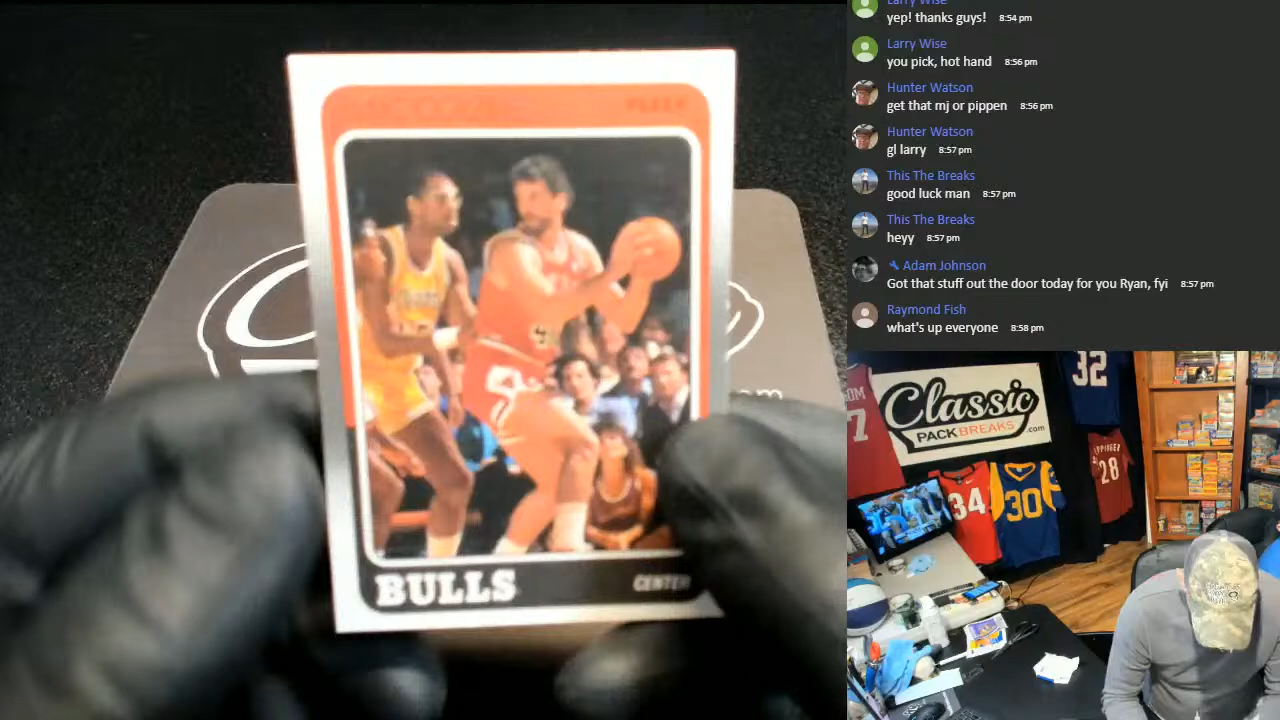 FLEER
BULLS
CENTER
.com
Larry Wise
yep! thanks guys! 8:54 pm
Larry Wise
you pick, hot hand 8:56 pm
Hunter Watson
get that mj or pippen 8:56 pm
Hunter Watson
gl larry 8:57 pm
This The Breaks
good luck man 8:57 pm
This The Breaks
heyy 8:57 pm
Adam Johnson
Got that stuff out the door today for you Ryan, fyi 8:57 pm
Raymond Fish
what's up everyone 8:58 pm
Classic
PACKBREAKS.com
32
7
34
30
28